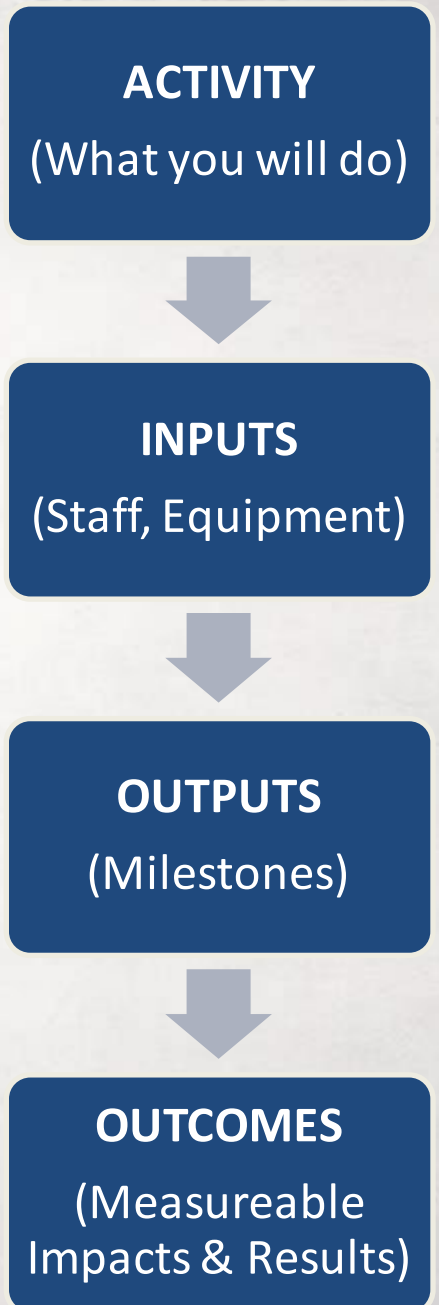 ACTIVITY
(What you will do)
INPUTS
(Staff, Equipment)
OUTPUTS
(Milestones)
OUTCOMES
(Measureable
Impacts & Results)